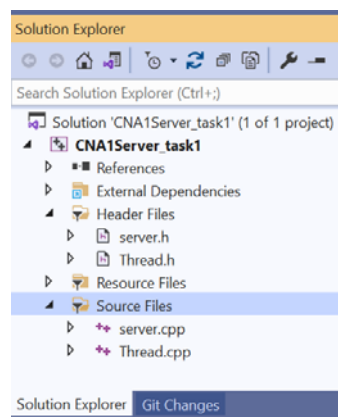 Solution Explorer
Search Solution Explorer (Ctrl+;)
Solution 'CNA1Server_task1' (1 of 1 project)
CNA1Server_task1
References
External Dependencies
Header Files
server.h
Thread.h
Resource Files
Source Files
server.cpp
Thread.cpp
Solution Explorer Git Changes